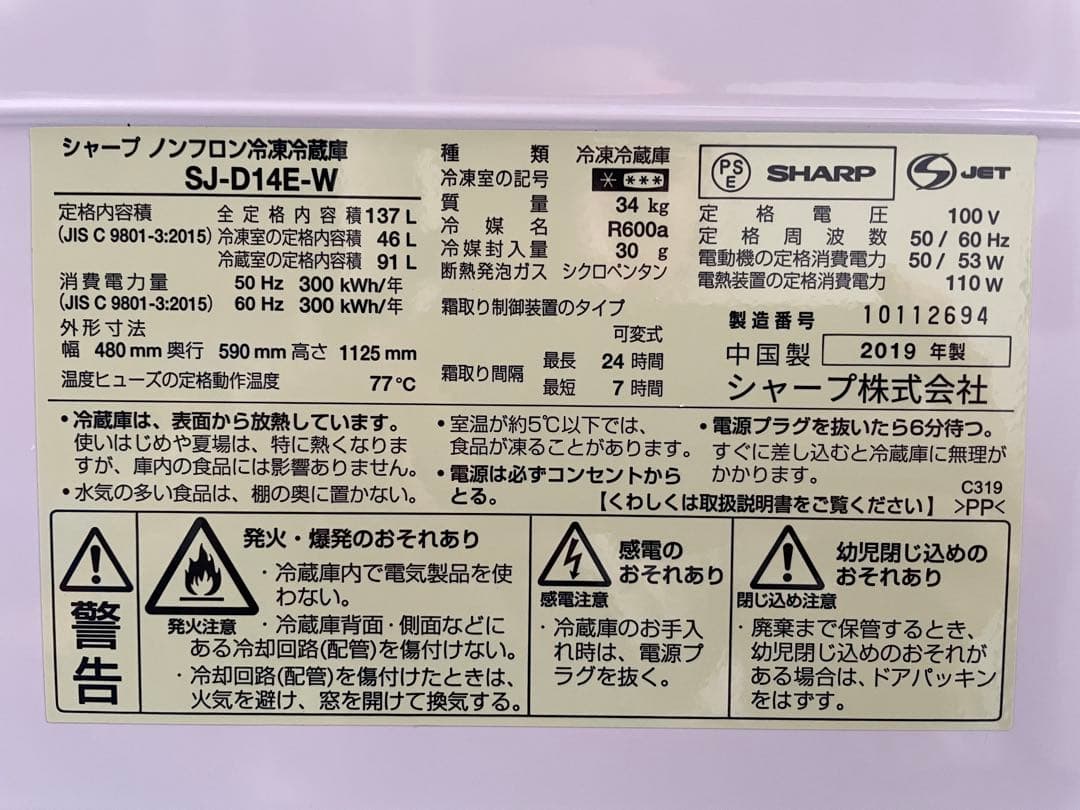 シャープ ノンフロン冷凍冷蔵庫
SJ-D14E-W
定格内容積 全定格内容積 137 L
(JIS C 9801-3:2015) 冷凍室の定格内容積 46 L
冷蔵室の定格内容積 91 L
消費電力量 50 Hz 300 kWh/年
(JIS C 9801-3:2015) 60 Hz 300 kWh/年
外形寸法
幅 480 mm 奥行 590 mm 高さ 1125 mm
温度ヒューズの定格動作温度 77℃
種類 冷凍冷蔵庫
冷凍室の記号 ****
質量 34 kg
冷媒名 R600a
冷媒封入量 30 g
断熱発泡ガス シクロペンタン
霜取り制御装置のタイプ
可変式
霜取り間隔 最長 24 時間
最短 7 時間
PS
E
SHARP
S JET
定格電圧 100 V
定格周波数 50 / 60 Hz
電動機の定格消費電力 50 / 53 W
電熱装置の定格消費電力 110 W
製造番号 10112694
中国製 2019 年製
シャープ株式会社
・冷蔵庫は、表面から放熱しています。
使いはじめや夏場は、特に熱くなりま
すが、庫内の食品には影響ありません。
・水気の多い食品は、棚の奥に置かない。
・室温が約5℃以下では、
食品が凍ることがあります。
・電源は必ずコンセントから
とる。
・電源プラグを抜いたら6分待つ。
すぐに差し込むと冷蔵庫に無理が
かかります。
C319
【くわしくは取扱説明書をご覧ください】 >PP<
警告
発火・爆発のおそれあり
発火注意
・冷蔵庫内で電気製品を使
わない。
・冷蔵庫背面・側面などに
ある冷却回路(配管)を傷付けない。
・冷却回路(配管)を傷付けたときは、
火気を避け、窓を開けて換気する。
感電の
おそれあり
感電注意
・冷蔵庫のお手入
れ時は、電源プ
ラグを抜く。
幼児閉じ込めの
おそれあり
閉じ込め注意
・廃棄まで保管するとき、
幼児閉じ込めのおそれが
ある場合は、ドアパッキン
をはずす。